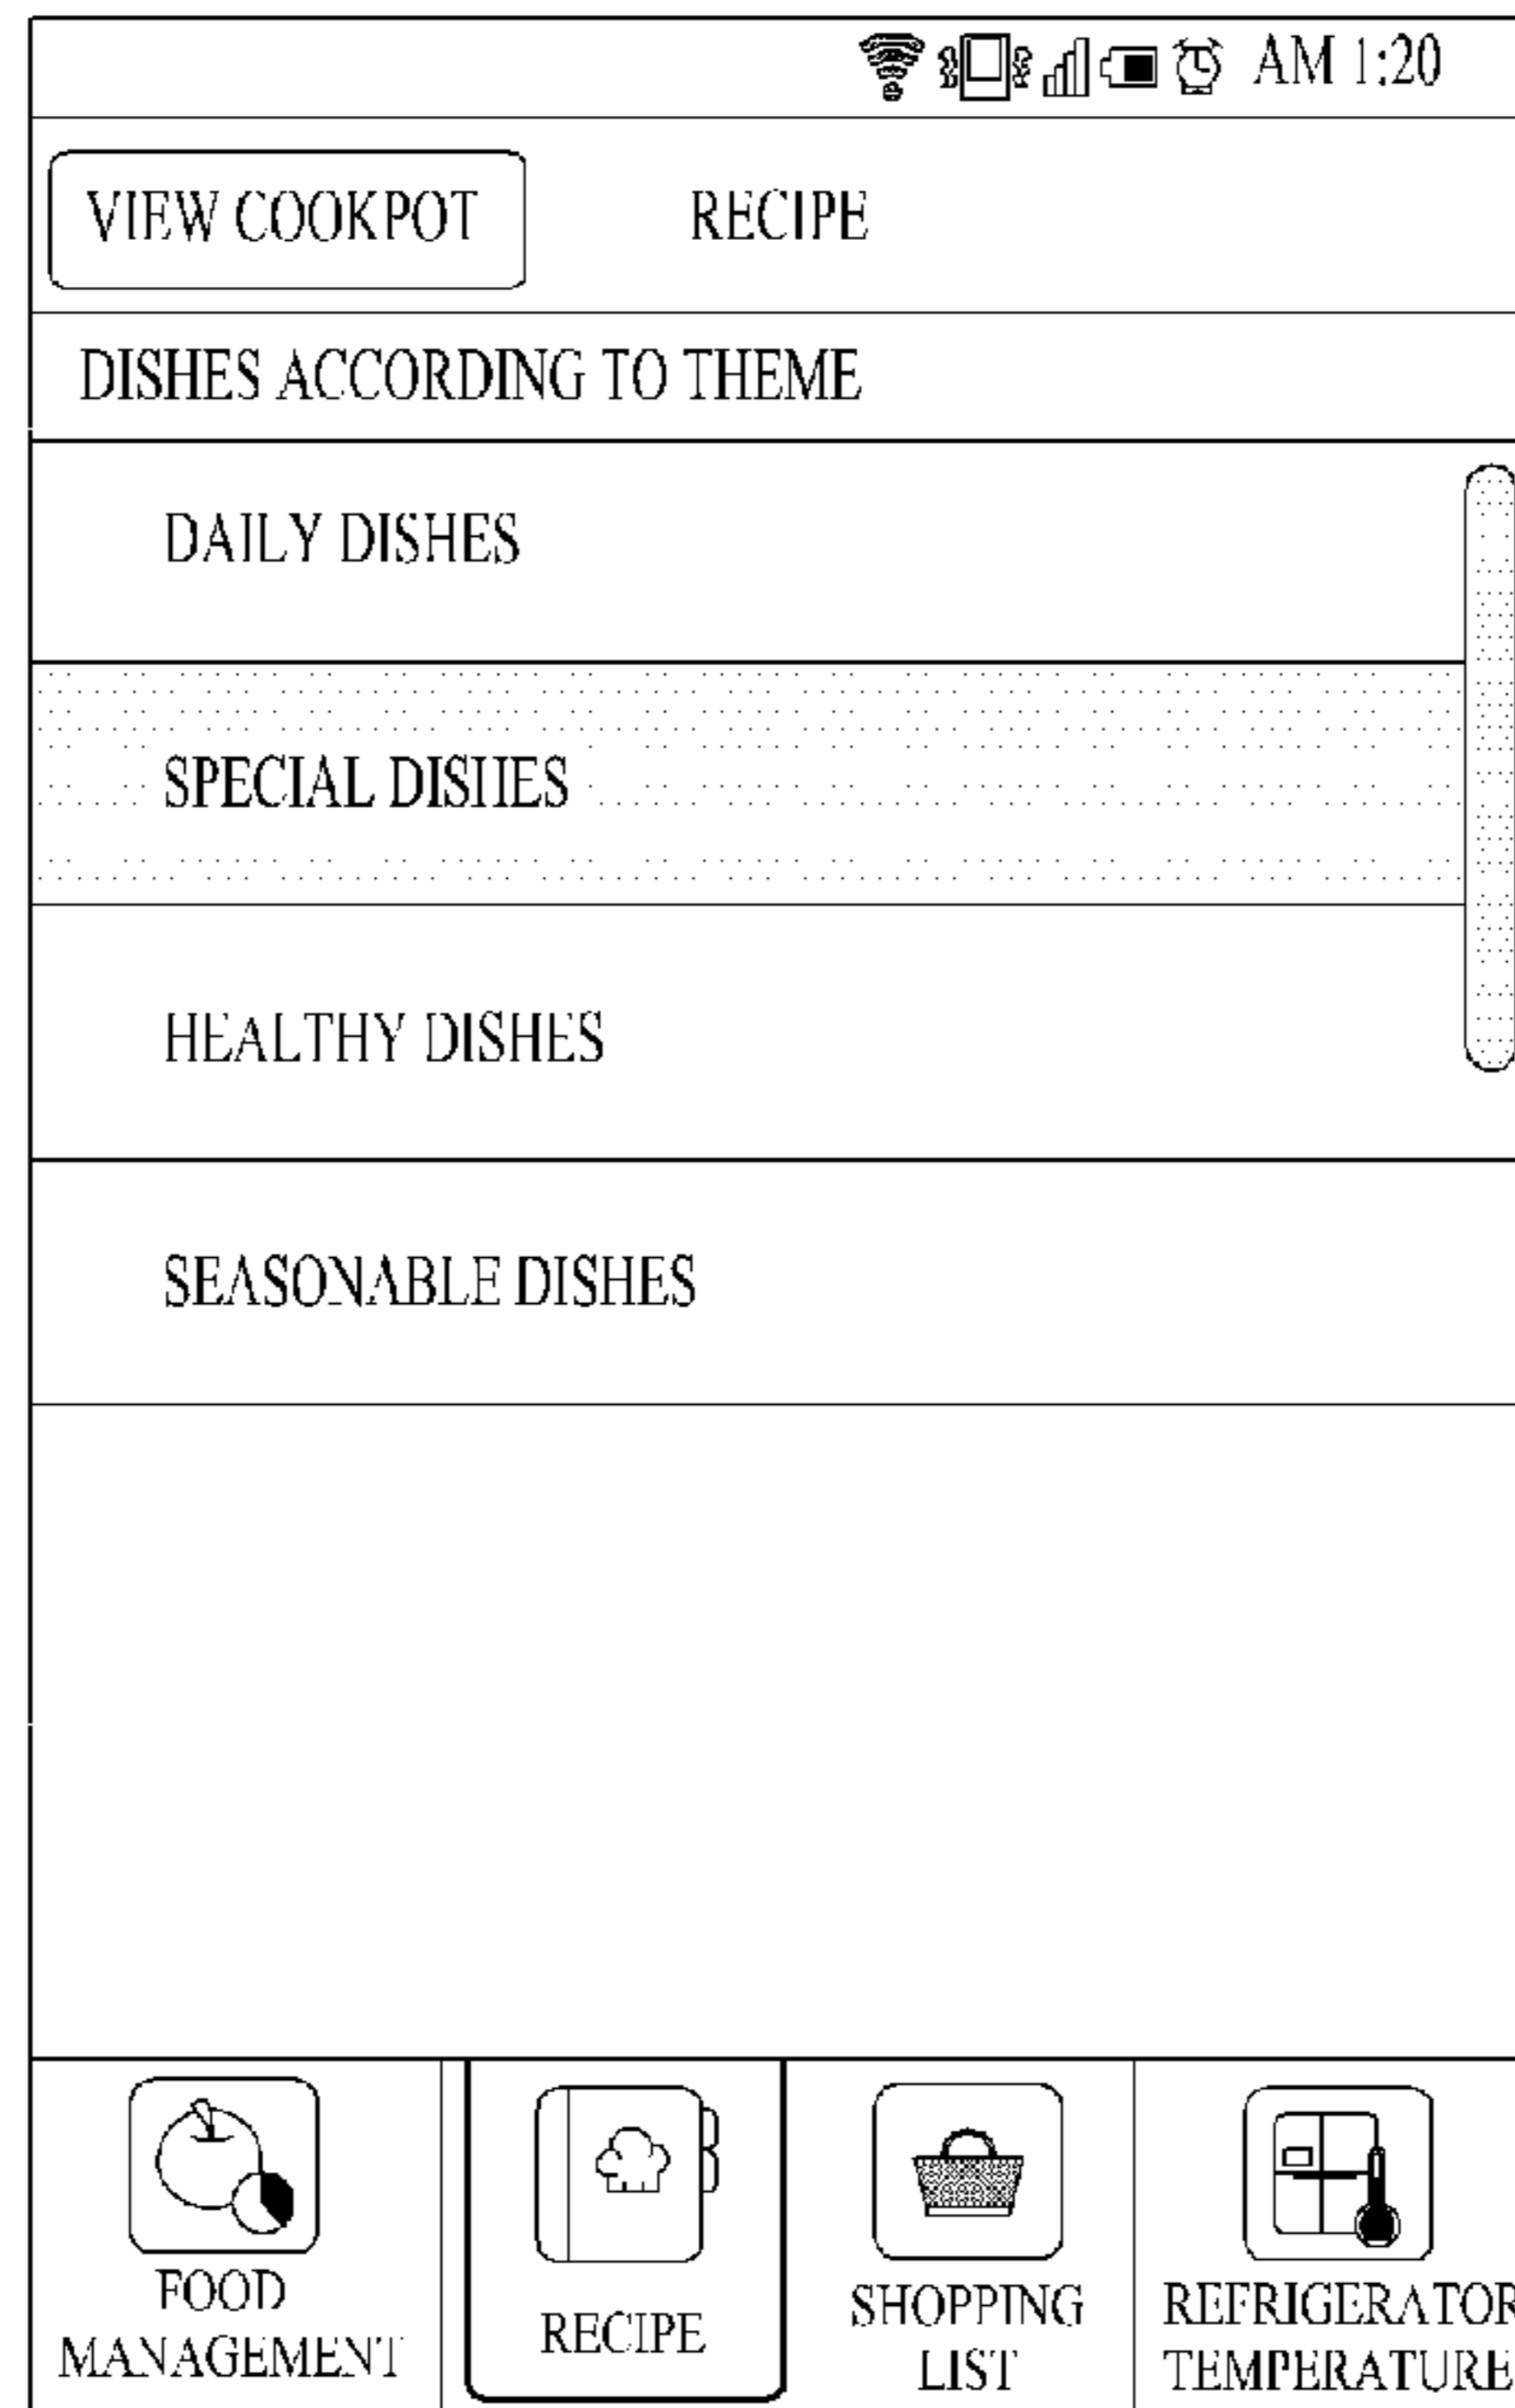 AM 1:20
VIEW COOKPOT RECIPE
DISHES ACCORDING TO THEME
DAILY DISHES
SPECIAL DISHES
HEALTHY DISHES
SEASONABLE DISHES
FOOD
MANAGEMENT
RECIPE
SHOPPING
LIST
REFRIGERATOR
TEMPERATURE